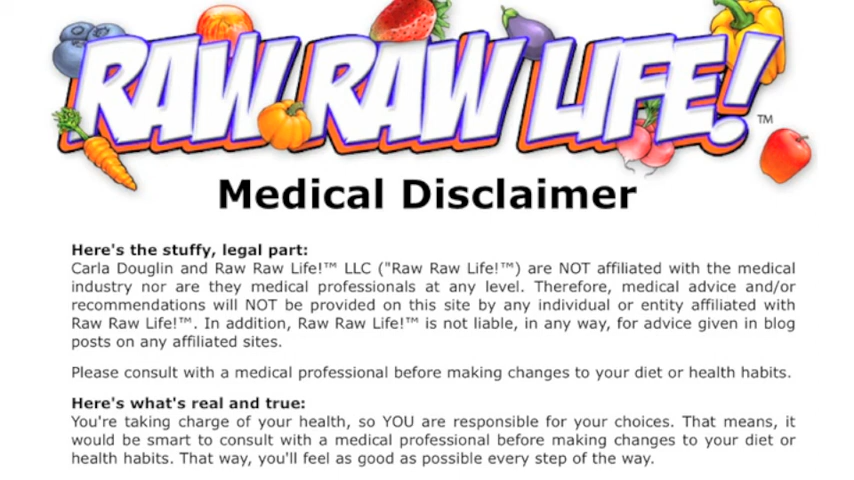 RAW RAW LIFE!™
Medical Disclaimer
Here's the stuffy, legal part:
Carla Douglin and Raw Raw Life!™ LLC ("Raw Raw Life!™) are NOT affiliated with the medical
industry nor are they medical professionals at any level. Therefore, medical advice and/or
recommendations will NOT be provided on this site by any individual or entity affiliated with
Raw Raw Life!™. In addition, Raw Raw Life!™ is not liable, in any way, for advice given in blog
posts on any affiliated sites.
Please consult with a medical professional before making changes to your diet or health habits.
Here's what's real and true:
You're taking charge of your health, so YOU are responsible for your choices. That means, it
would be smart to consult with a medical professional before making changes to your diet or
health habits. That way, you'll feel as good as possible every step of the way.